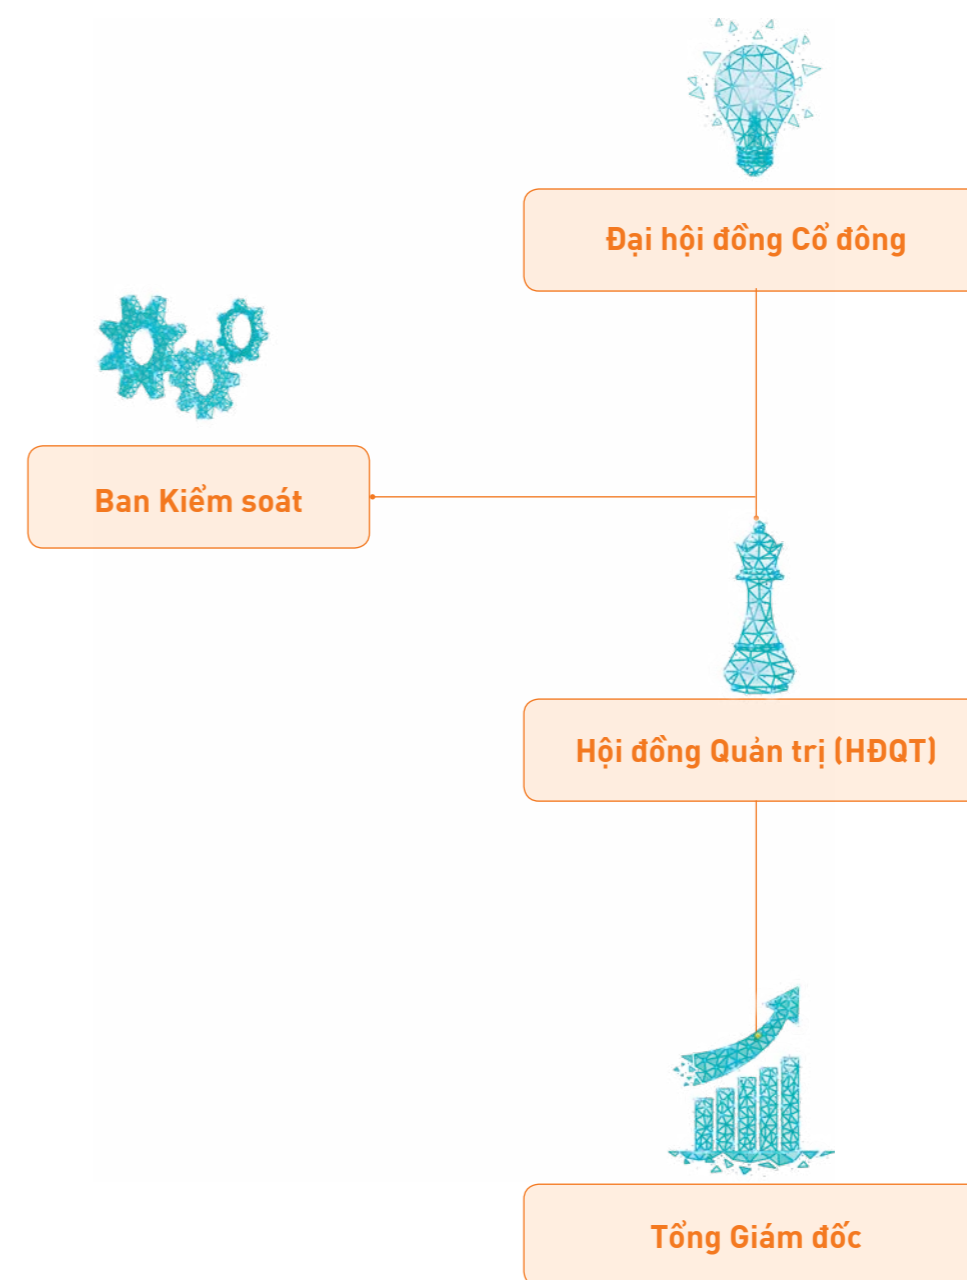 Đại hội đồng Cổ đông
Ban Kiểm soát
Hội đồng Quản trị (HĐQT)
Tổng Giám đốc